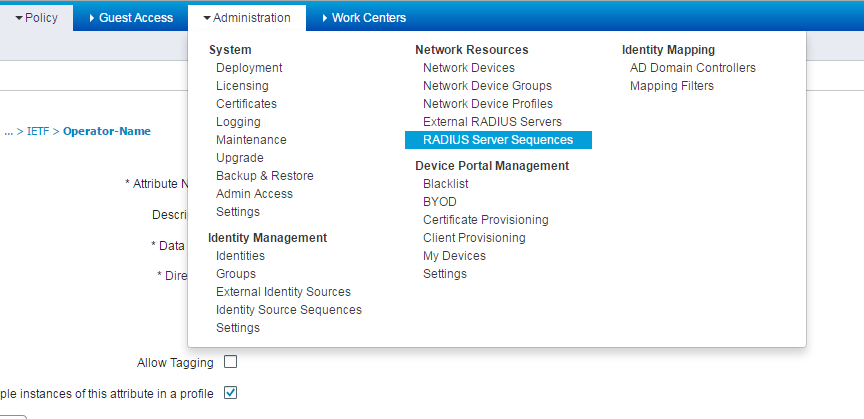 Policy
Guest Access
Administration
Work Centers
System
Deployment
Licensing
Certificates
Logging
Maintenance
Upgrade
Backup & Restore
Admin Access
Settings
Identity Management
Identities
Groups
External Identity Sources
Identity Source Sequences
Settings
Network Resources
Network Devices
Network Device Groups
Network Device Profiles
External RADIUS Servers
RADIUS Server Sequences
Device Portal Management
Blacklist
BYOD
Certificate Provisioning
Client Provisioning
My Devices
Settings
Identity Mapping
AD Domain Controllers
Mapping Filters
... > IETF > Operator-Name
* Attribute N
Descri
* Data
* Dire
Allow Tagging
ple instances of this attribute in a profile